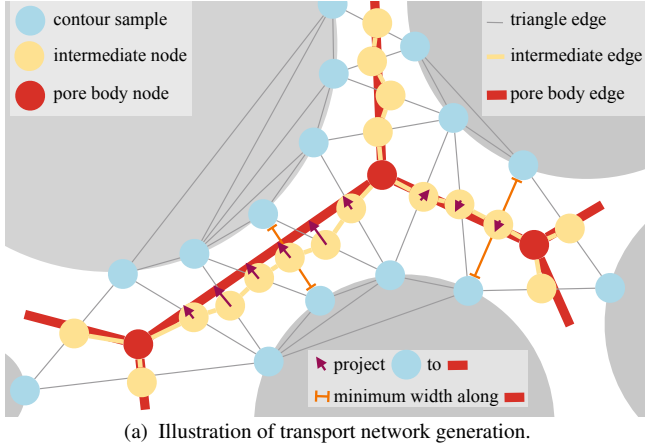 contour sample
intermediate node
pore body node
triangle edge
intermediate edge
pore body edge
project to
minimum width along
(a) Illustration of transport network generation.